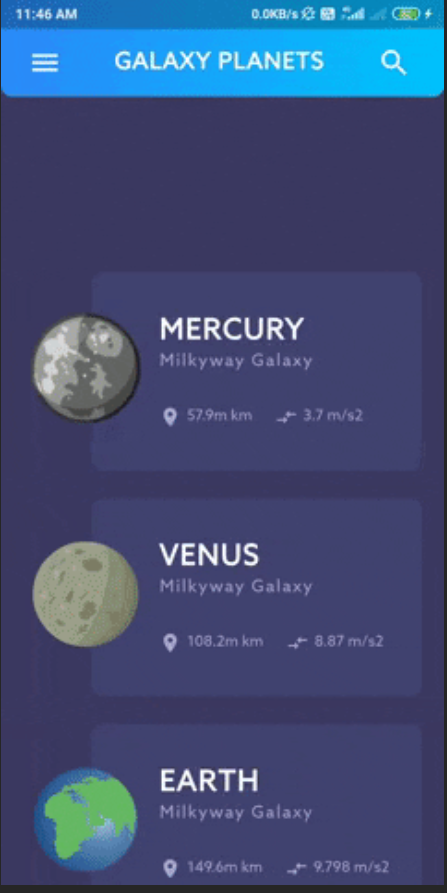 11:46 AM 0.0KB/s
GALAXY PLANETS
MERCURY
Milkyway Galaxy
57.9m km 3.7 m/s2
VENUS
Milkyway Galaxy
108.2m km 8.87 m/s2
EARTH
Milkyway Galaxy
149.6m km 9.798 m/s2